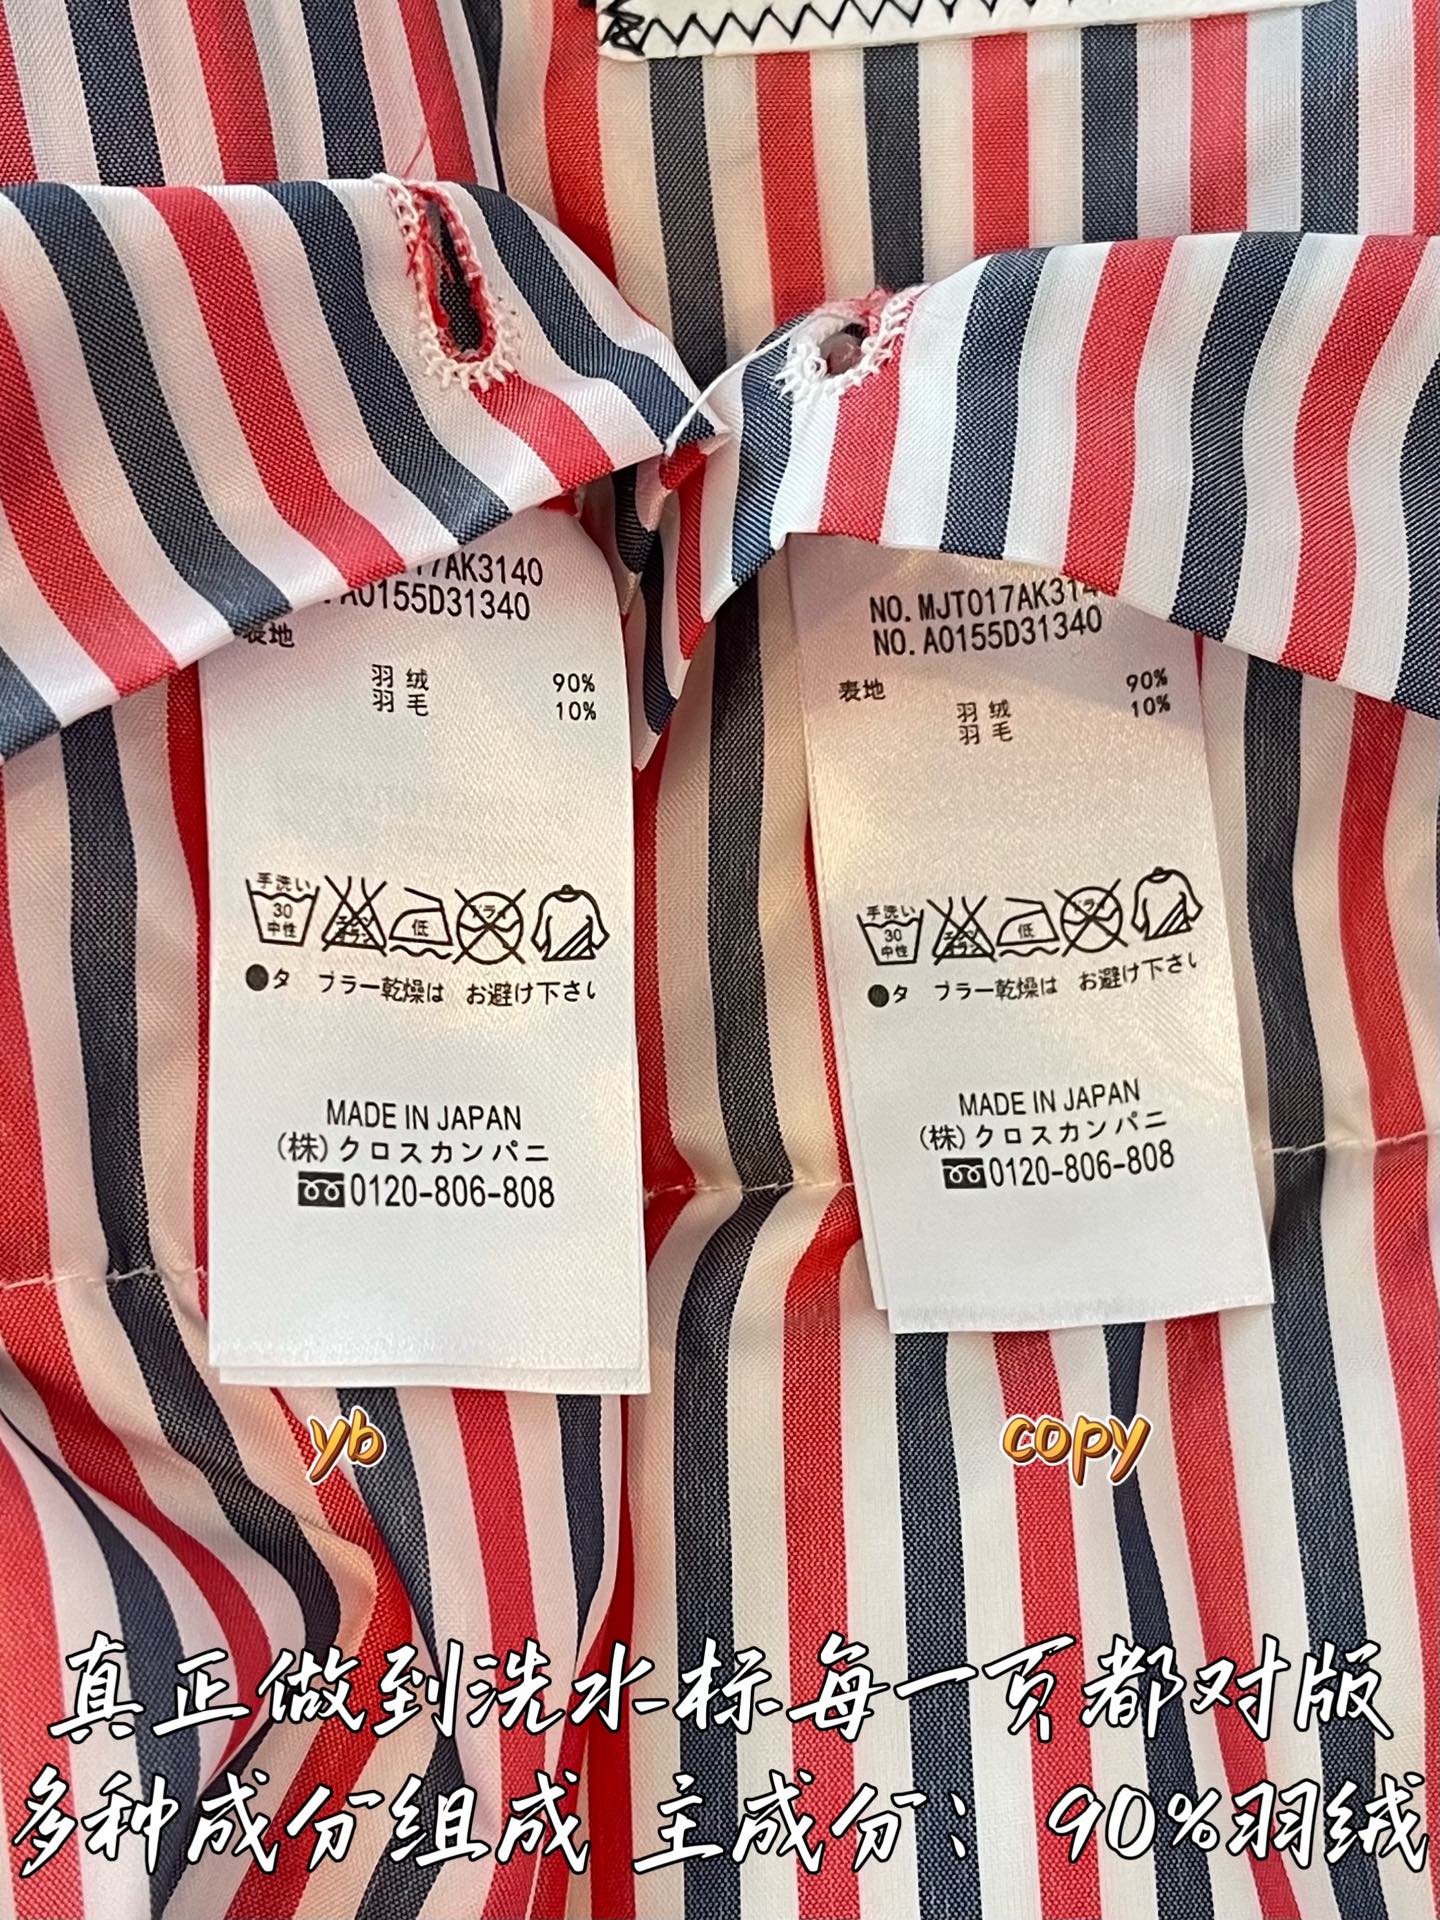 17AK3140
A0155D31340
表地
羽绒 90%
羽毛 10%
手洗い
30
中性
低
●タ ブラー乾燥は お避け下さい
MADE IN JAPAN
(株)クロスカンパニ
0120-806-808
NO. MJT017AK314
NO. A0155D31340
表地
羽绒 90%
羽毛 10%
手洗い
30
中性
低
●タ ブラー乾燥は お避け下さい
MADE IN JAPAN
(株)クロスカンパニ
0120-806-808
yb
copy
真正做到洗水标每一页都对版
多种成分组成 主成分：90%羽绒